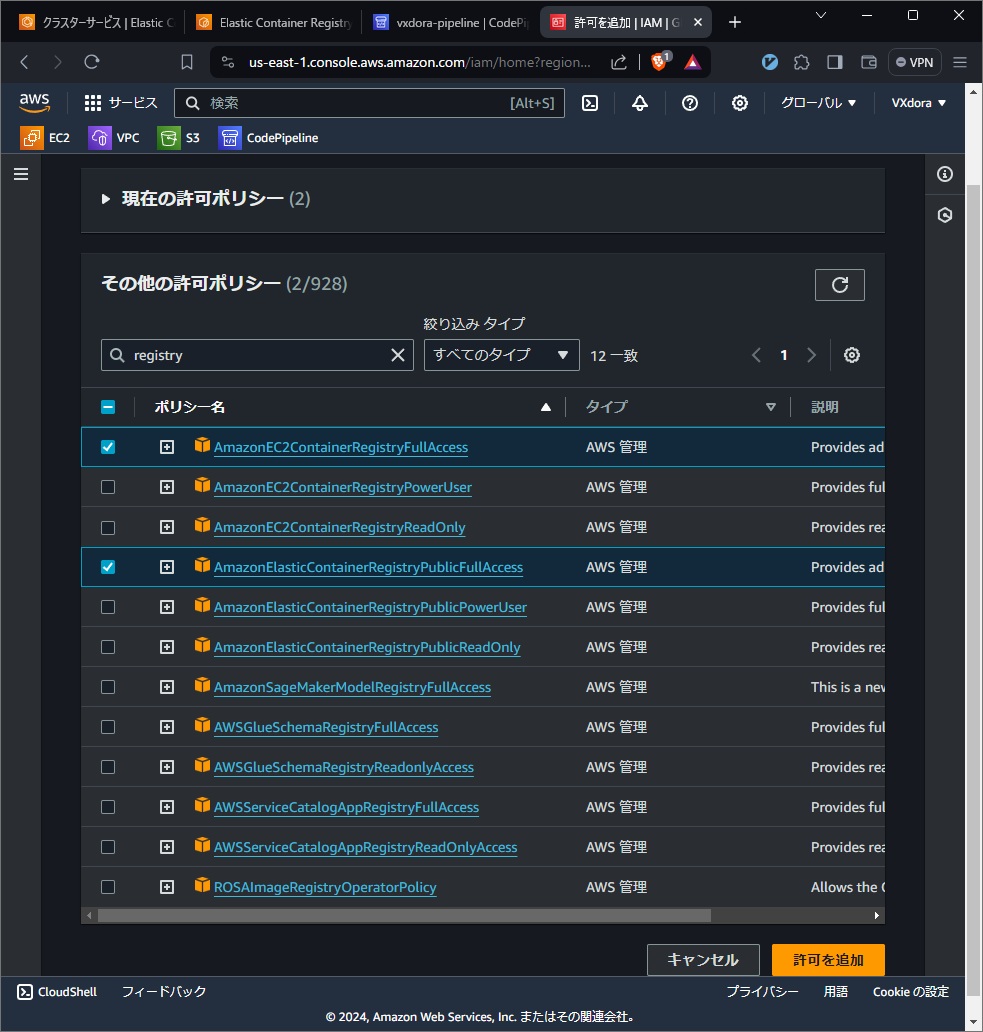 クラスターサービス | Elastic C
Elastic Container Registry
vxdora-pipeline | CodePi
許可を追加 | IAM | G
us-east-1.console.aws.amazon.com/iam/home?region...
1
VPN
aws
サービス
検索
[Alt+S]
グローバル
VXdora
EC2
VPC
S3
CodePipeline
現在の許可ポリシー (2)
その他の許可ポリシー (2/928)
絞り込み タイプ
registry
すべてのタイプ
12 一致
1
ポリシー名
タイプ
説明
AmazonEC2ContainerRegistryFullAccess
AWS 管理
Provides ad
AmazonEC2ContainerRegistryPowerUser
AWS 管理
Provides ful
AmazonEC2ContainerRegistryReadOnly
AWS 管理
Provides rea
AmazonElasticContainerRegistryPublicFullAccess
AWS 管理
Provides ad
AmazonElasticContainerRegistryPublicPowerUser
AWS 管理
Provides ful
AmazonElasticContainerRegistryPublicReadOnly
AWS 管理
Provides rea
AmazonSageMakerModelRegistryFullAccess
AWS 管理
This is a new
AWSGlueSchemaRegistryFullAccess
AWS 管理
Provides ful
AWSGlueSchemaRegistryReadonlyAccess
AWS 管理
Provides rea
AWSServiceCatalogAppRegistryFullAccess
AWS 管理
Provides ful
AWSServiceCatalogAppRegistryReadOnlyAccess
AWS 管理
Provides rea
ROSAImageRegistryOperatorPolicy
AWS 管理
Allows the O
キャンセル
許可を追加
CloudShell
フィードバック
プライバシー
用語
Cookie の設定
© 2024, Amazon Web Services, Inc. またはその関連会社。